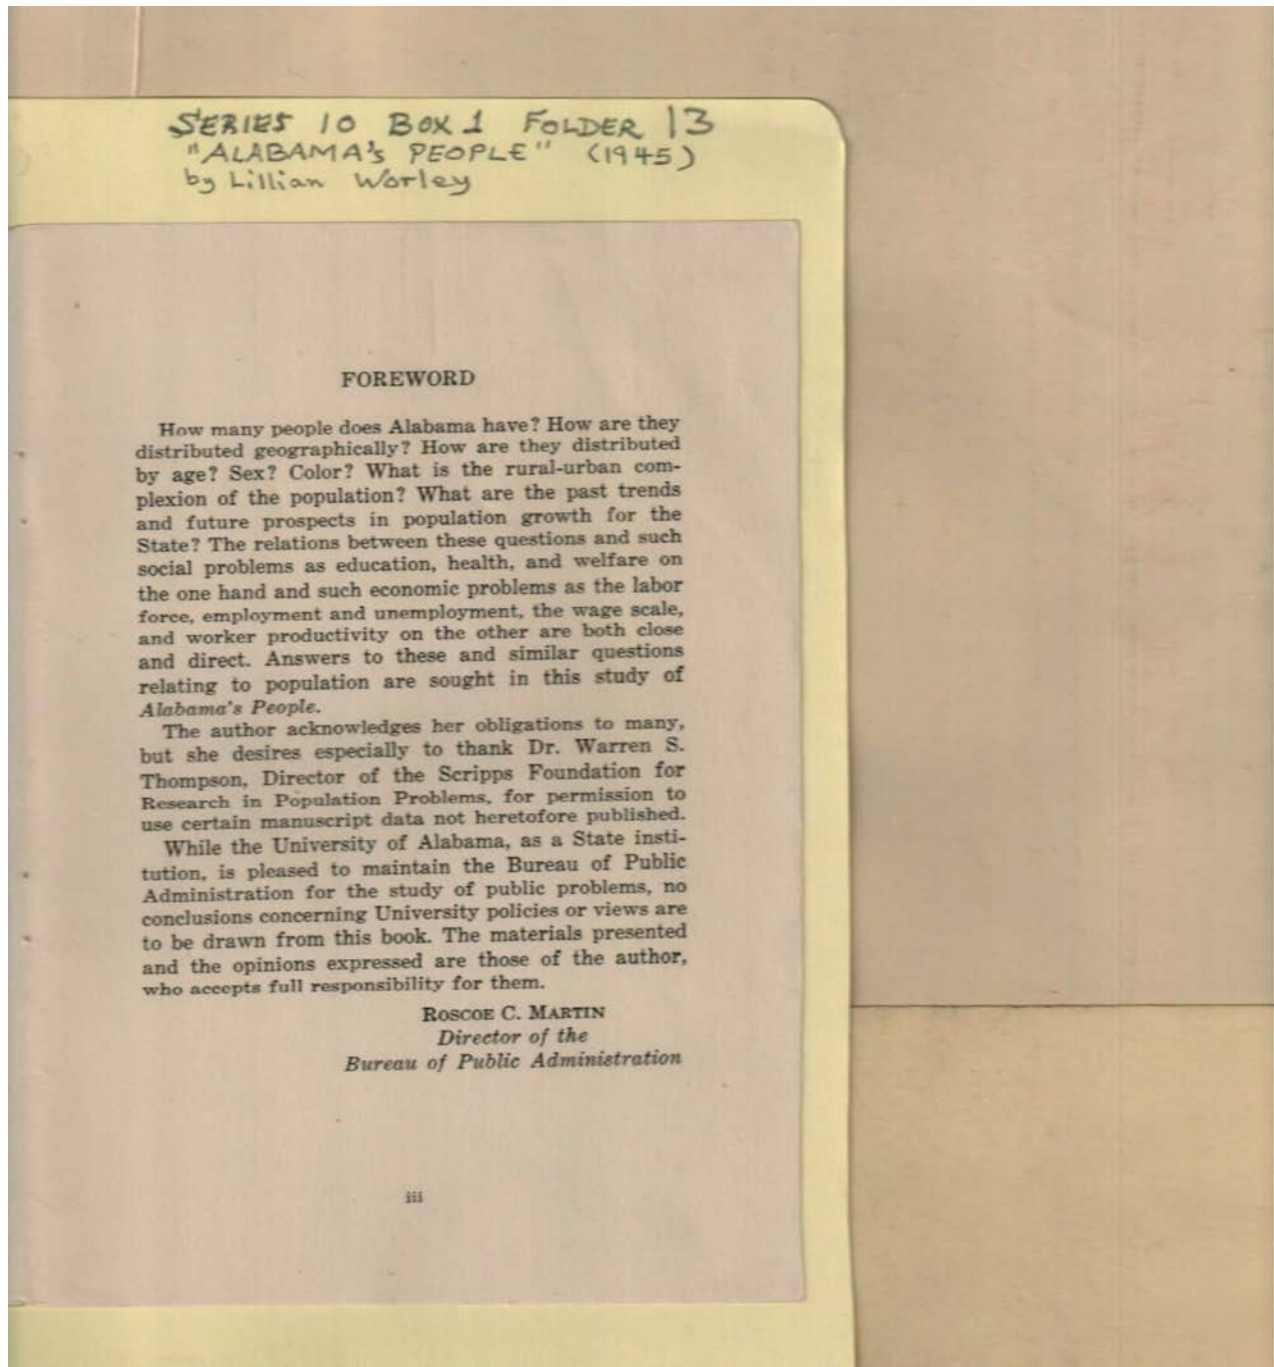 SERIES 10 BOX 1 FOLDER 13
"ALABAMA's PEOPLE" (1945)
by Lillian Worley
FOREWORD
How many people does Alabama have? How are they
distributed geographically? How are they distributed
by age? Sex? Color? What is the rural-urban com-
plexion of the population? What are the past trends
and future prospects in population growth for the
State? The relations between these questions and such
social problems as education, health, and welfare on
the one hand and such economic problems as the labor
force, employment and unemployment, the wage scale,
and worker productivity on the other are both close
and direct. Answers to these and similar questions
relating to population are sought in this study of
Alabama's People.
The author acknowledges her obligations to many,
but she desires especially to thank Dr. Warren S.
Thompson, Director of the Scripps Foundation for
Research in Population Problems, for permission to
use certain manuscript data not heretofore published.
While the University of Alabama, as a State insti-
tution, is pleased to maintain the Bureau of Public
Administration for the study of public problems, no
conclusions concerning University policies or views are
to be drawn from this book. The materials presented
and the opinions expressed are those of the author,
who accepts full responsibility for them.
ROSCOE C. MARTIN
Director of the
Bureau of Public Administration
iii